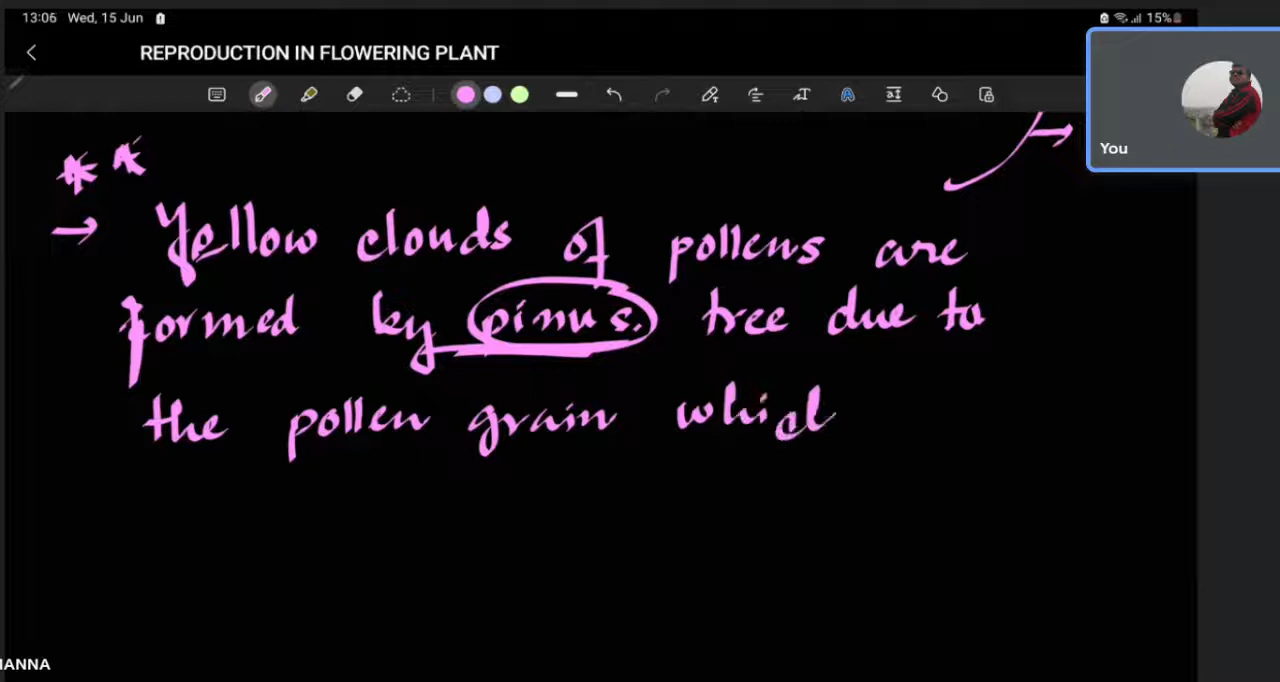 13:06 Wed, 15 Jun 15%
REPRODUCTION IN FLOWERING PLANT
You
→ Yellow clouds of pollens are
formed by pinus. tree due to
the pollen grain which
IANNA